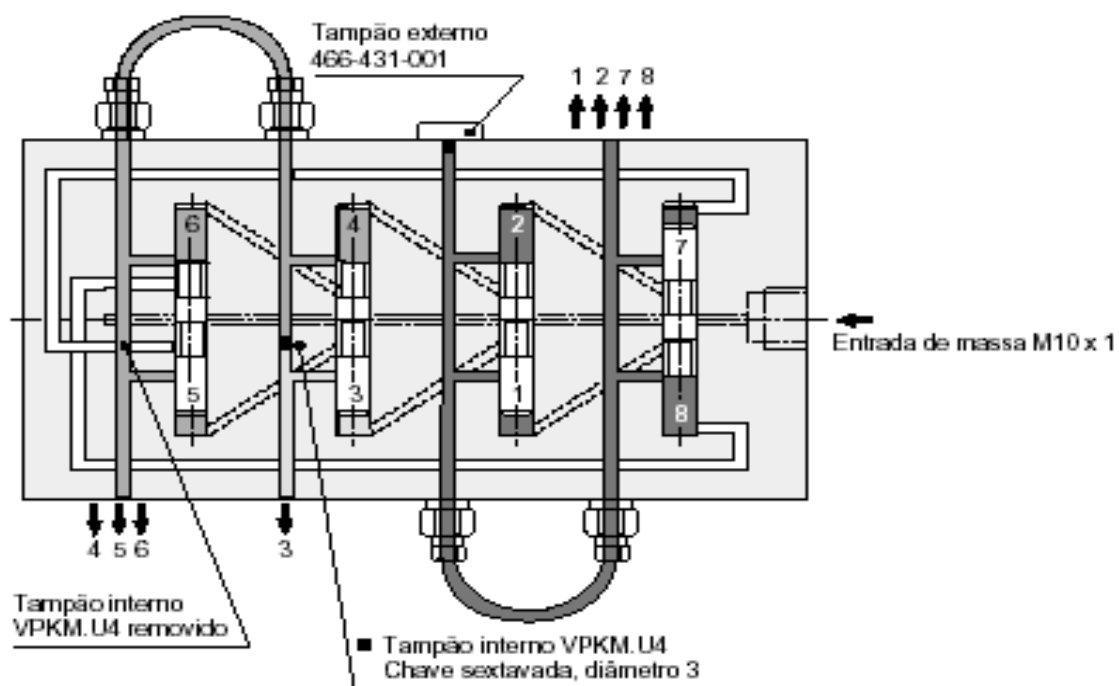 Tampão externo
466-431-001
1 2 7 8
6 4 2 7
5 3 1 8
Entrada de massa M10 x 1
4 5 6 3
Tampão interno
VPKM.U4 removido
Tampão interno VPKM.U4
Chave sextavada, diâmetro 3